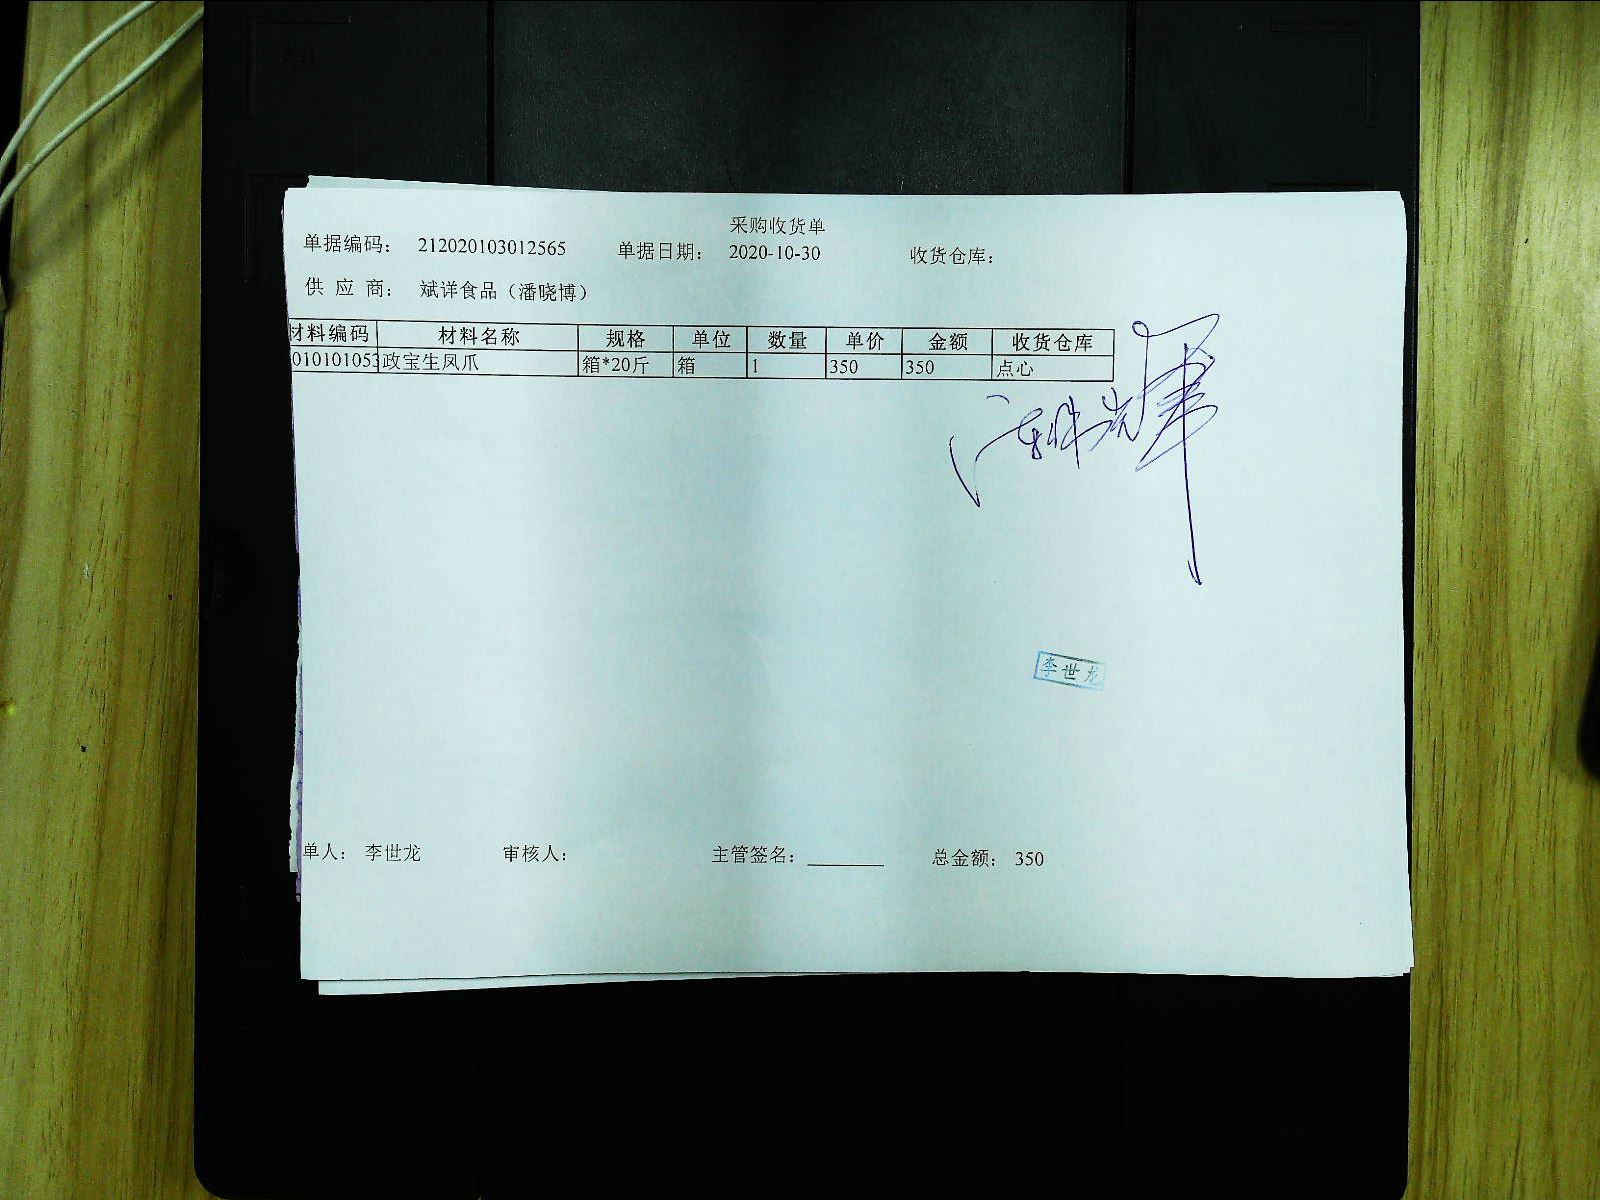 采购收货单
单据编码： 212020103012565 单据日期： 2020-10-30 收货仓库：
供 应 商： 斌详食品（潘晓博）
材料编码 材料名称 规格 单位 数量 单价 金额 收货仓库
010101053 政宝生凤爪 箱*20斤 箱 1 350 350 点心
李世龙
单人： 李世龙 审核人： 主管签名： 总金额： 350